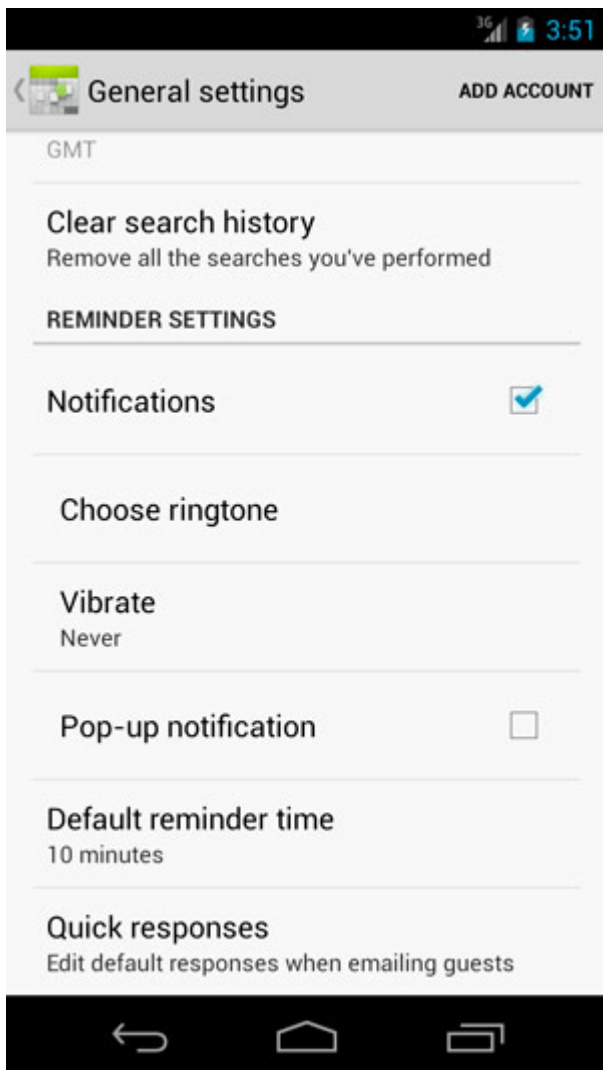 3G 3:51
General settings ADD ACCOUNT
GMT
Clear search history
Remove all the searches you've performed
REMINDER SETTINGS
Notifications
Choose ringtone
Vibrate
Never
Pop-up notification
Default reminder time
10 minutes
Quick responses
Edit default responses when emailing guests